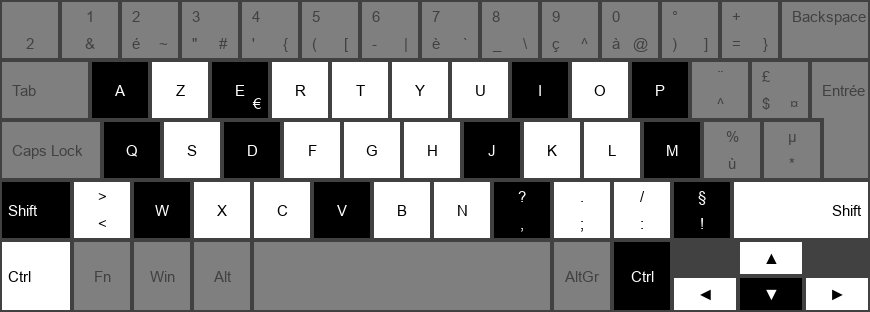 2 1 & 2 é ~ 3 " # 4 ' { 5 ( [ 6 - | 7 è ` 8 _ \ 9 ç ^ 0 à @ ° ) ] + = } Backspace
Tab A Z E € R T Y U I O P ¨ ^ £ $ ¤ Entrée
Caps Lock Q S D F G H J K L M % ù µ *
Shift > < W X C V B N ? , . ; / : § ! Shift
Ctrl Fn Win Alt AltGr Ctrl ▲ ◄ ▼ ►